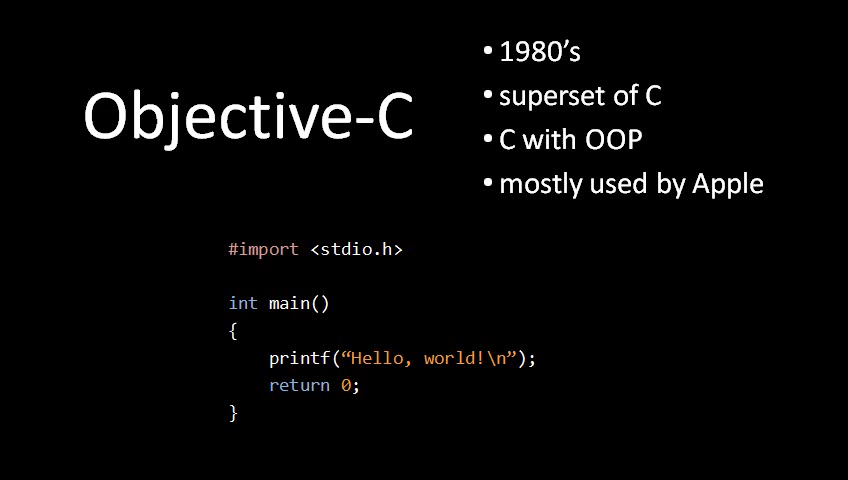 Objective-C
• 1980’s
• superset of C
• C with OOP
• mostly used by Apple
#import <stdio.h>
int main()
{
    printf(“Hello, world!\n”);
    return 0;
}